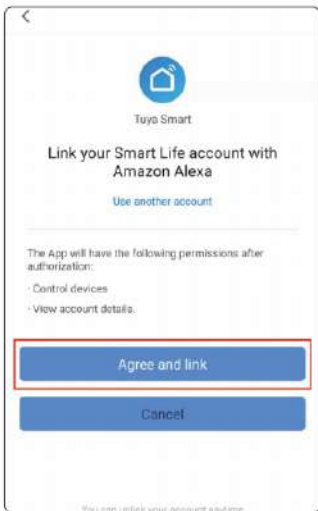 Tuya Smart
Link your Smart Life account with
Amazon Alexa
Use another account
The App will have the following permissions after
authorization:
· Control devices
· View account details.
Agree and link
Cancel
You can unlink your account anytime